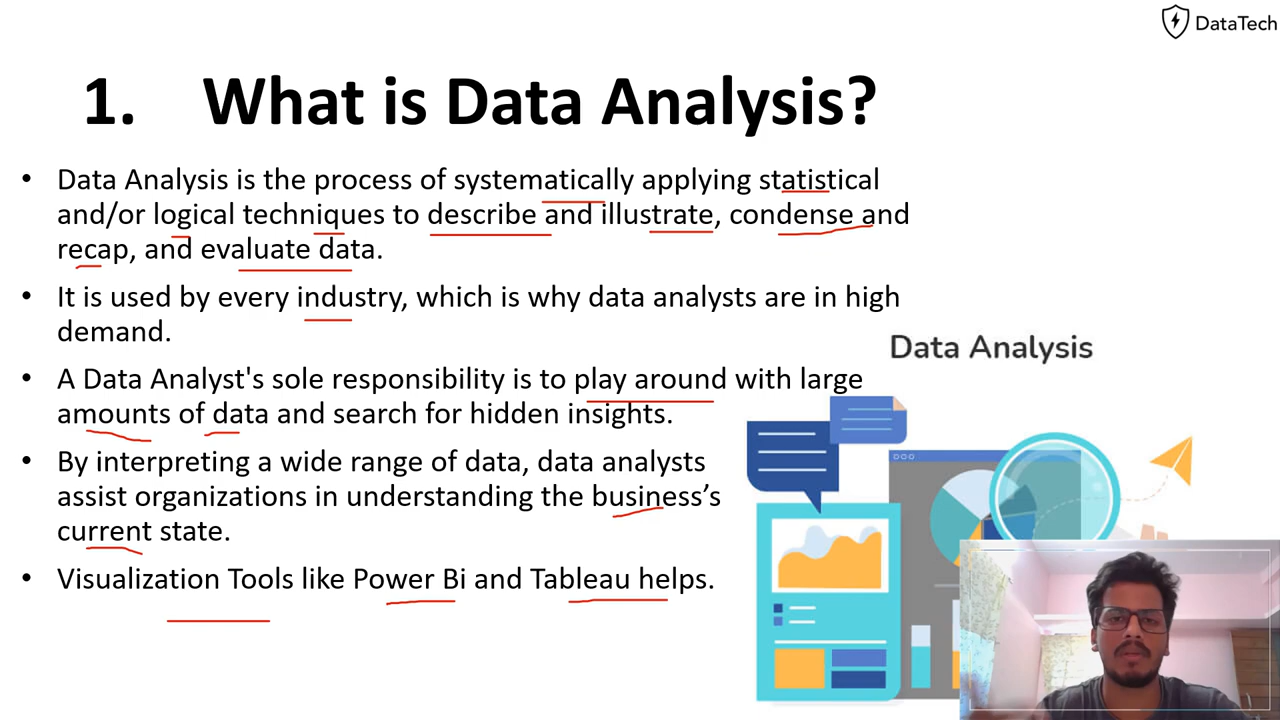 DataTech
1. What is Data Analysis?
• Data Analysis is the process of systematically applying statistical
and/or logical techniques to describe and illustrate, condense and
recap, and evaluate data.
• It is used by every industry, which is why data analysts are in high
demand.
• A Data Analyst's sole responsibility is to play around with large
amounts of data and search for hidden insights.
• By interpreting a wide range of data, data analysts
assist organizations in understanding the business’s
current state.
• Visualization Tools like Power Bi and Tableau helps.
Data Analysis